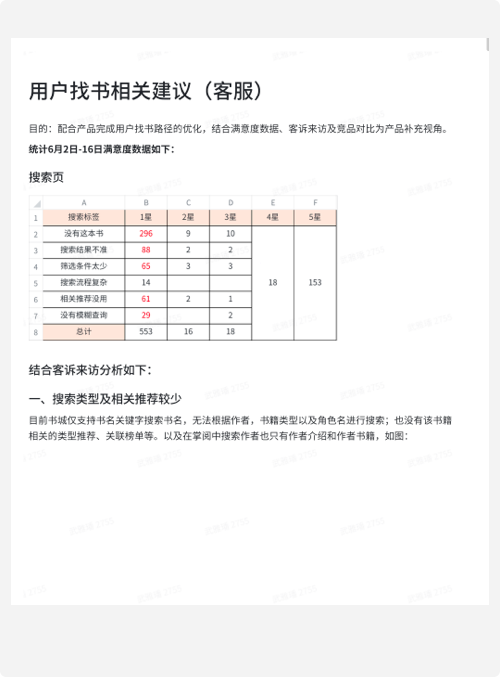 用户找书相关建议（客服）
目的：配合产品完成用户找书路径的优化，结合满意度数据、客诉来访及竞品对比为产品补充视角。
统计6月2日-16日满意度数据如下：
搜索页
A B C D E F
1 搜索标签 1星 2星 3星 4星 5星
2 没有这本书 296 9 10
3 搜索结果不准 88 2 2
4 筛选条件太少 65 3 3
5 搜索流程复杂 14 18 153
6 相关推荐没用 61 2 1
7 没有模糊查询 29 2
8 总计 553 16 18
结合客诉来访分析如下：
一、搜索类型及相关推荐较少
目前书城仅支持书名关键字搜索书名，无法根据作者，书籍类型以及角色名进行搜索；也没有该书籍
相关的类型推荐、关联榜单等。以及在掌阅中搜索作者也只有作者介绍和作者书籍，如图：